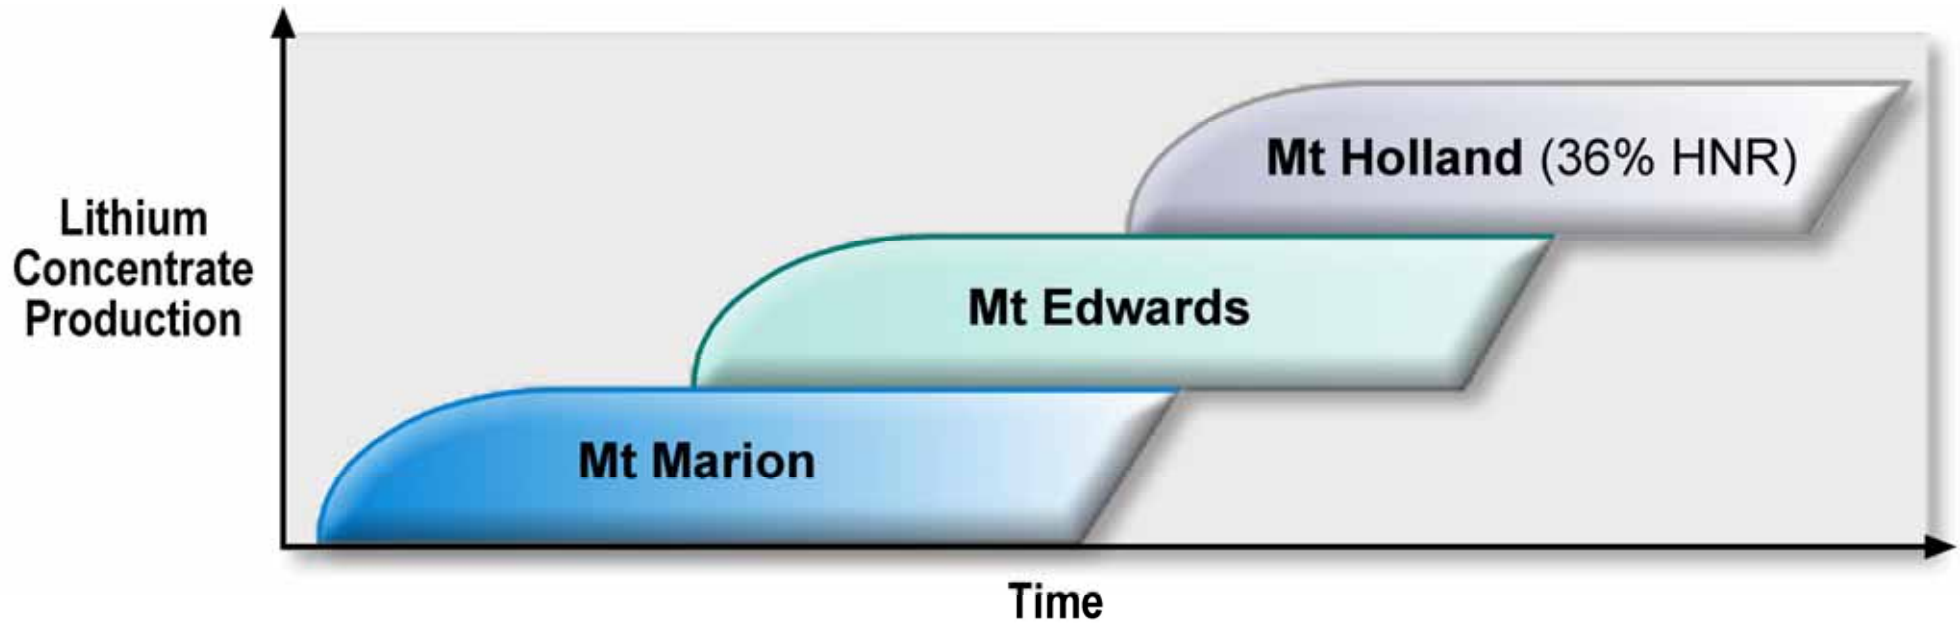 Lithium
Concentrate
Production
Mt Holland (36% HNR)
Mt Edwards
Mt Marion
Time